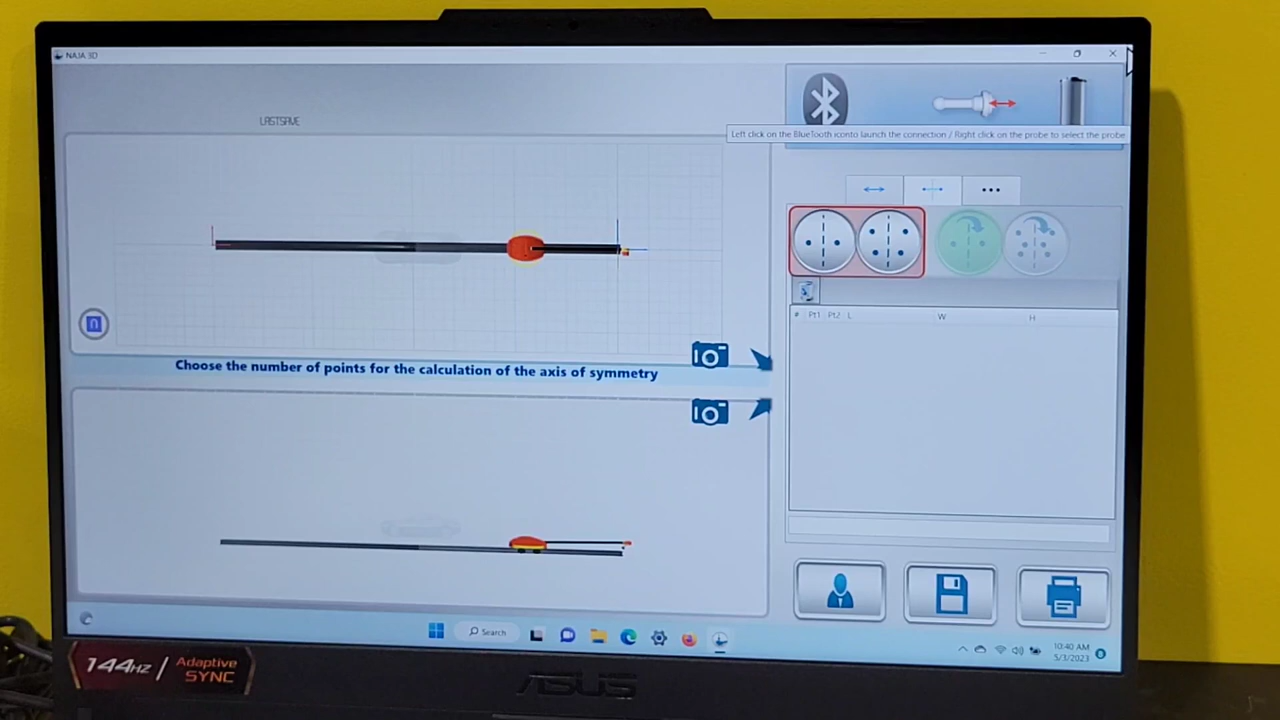 NAJA 3D
LASTSAVE
Left click on the BlueTooth iconto launch the connection / Right click on the probe to select the probe
# Pt1 Pt2 L W H
Choose the number of points for the calculation of the axis of symmetry
Search
10:40 AM
5/3/2023
144HZ / Adaptive SYNC
ASUS